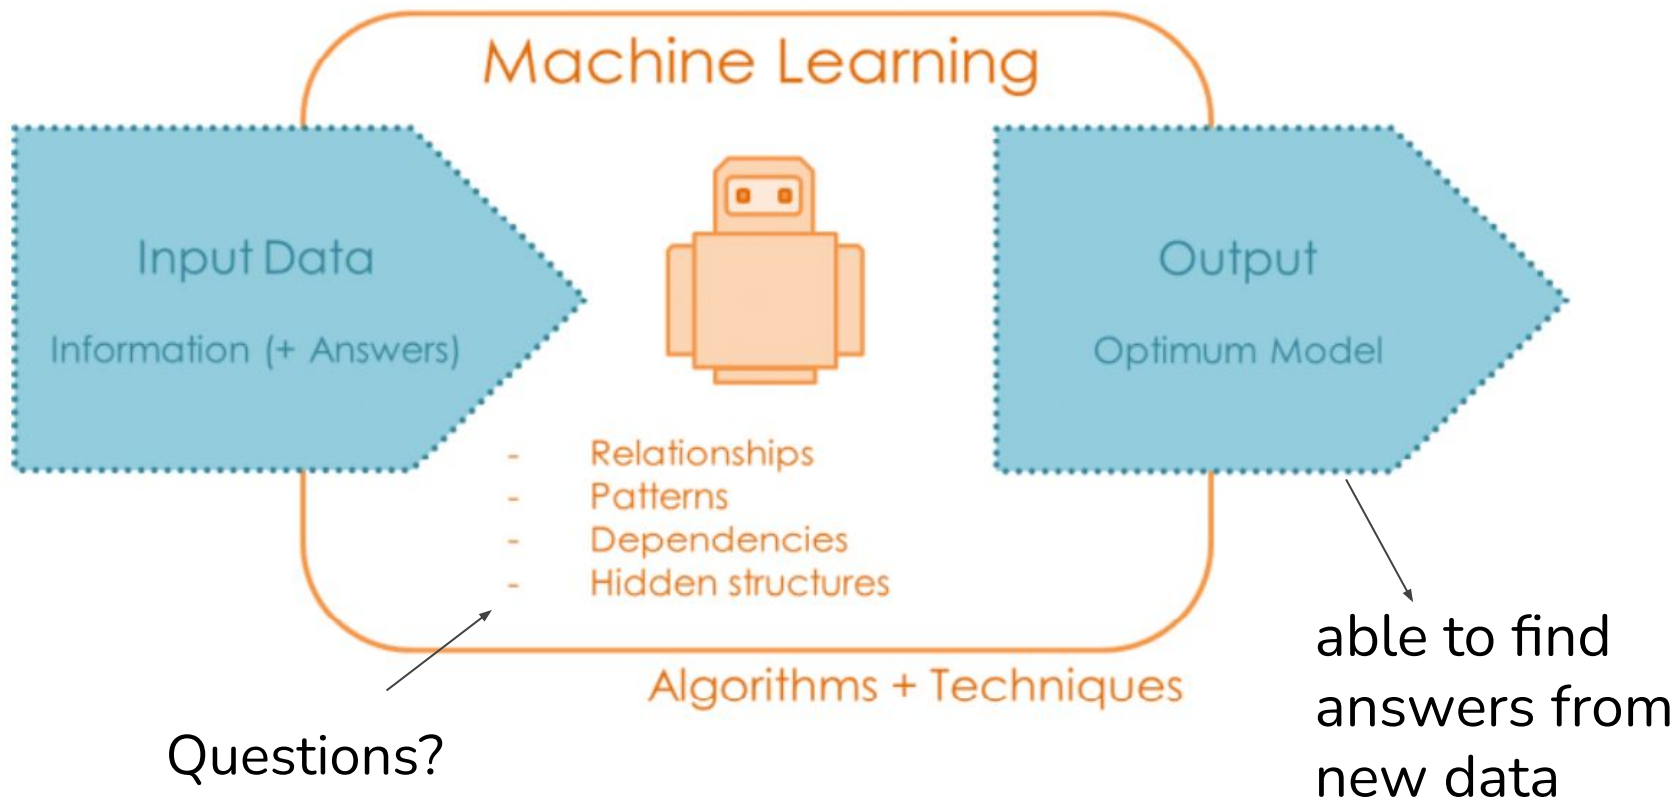 Machine Learning
Input Data
Information (+ Answers)
Output
Optimum Model
- Relationships
- Patterns
- Dependencies
- Hidden structures
Algorithms + Techniques
Questions?
able to find
answers from
new data